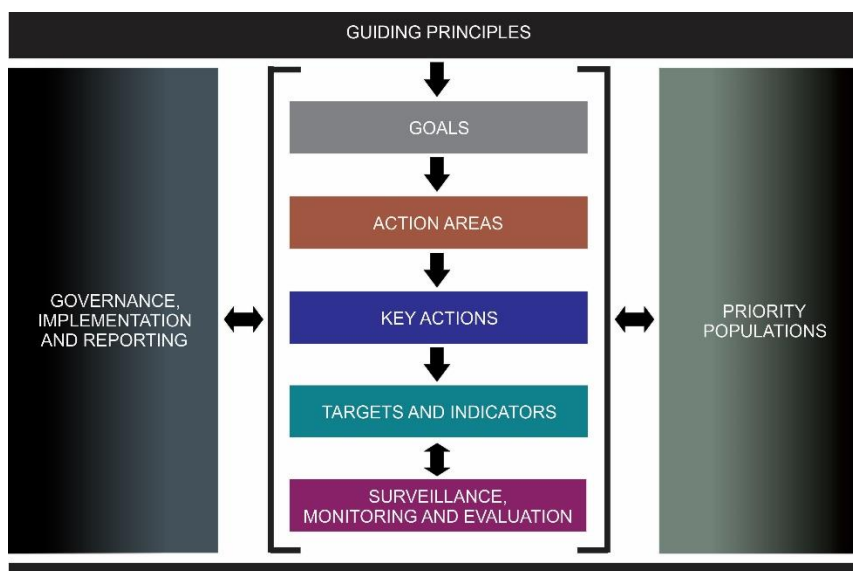 GUIDING PRINCIPLES
GOALS
ACTION AREAS
GOVERNANCE,
IMPLEMENTATION
AND REPORTING
KEY ACTIONS
PRIORITY
POPULATIONS
TARGETS AND INDICATORS
SURVEILLANCE,
MONITORING AND EVALUATION